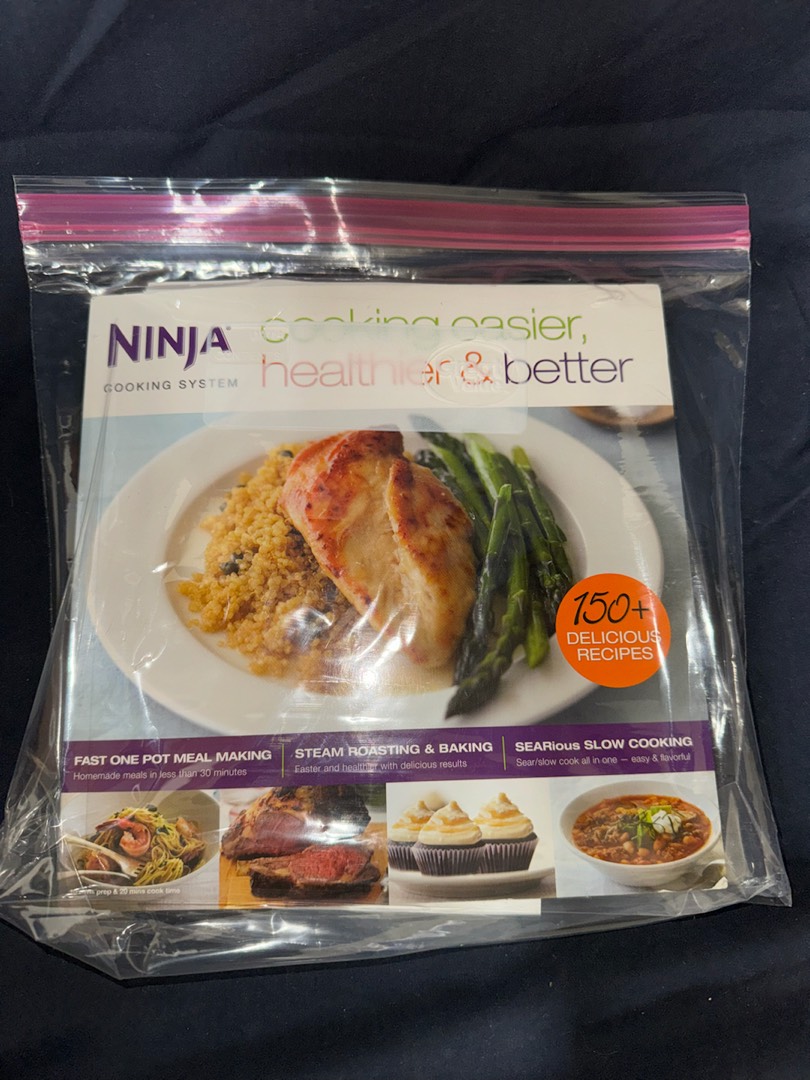 NINJA®
COOKING SYSTEM
cooking easier,
healthier & better
150+
DELICIOUS
RECIPES
FAST ONE POT MEAL MAKING
Homemade meals in less than 30 minutes
STEAM ROASTING & BAKING
Faster and healthier with delicious results
SEARious SLOW COOKING
Sear/slow cook all in one — easy & flavorful
prep & 20 mins cook time